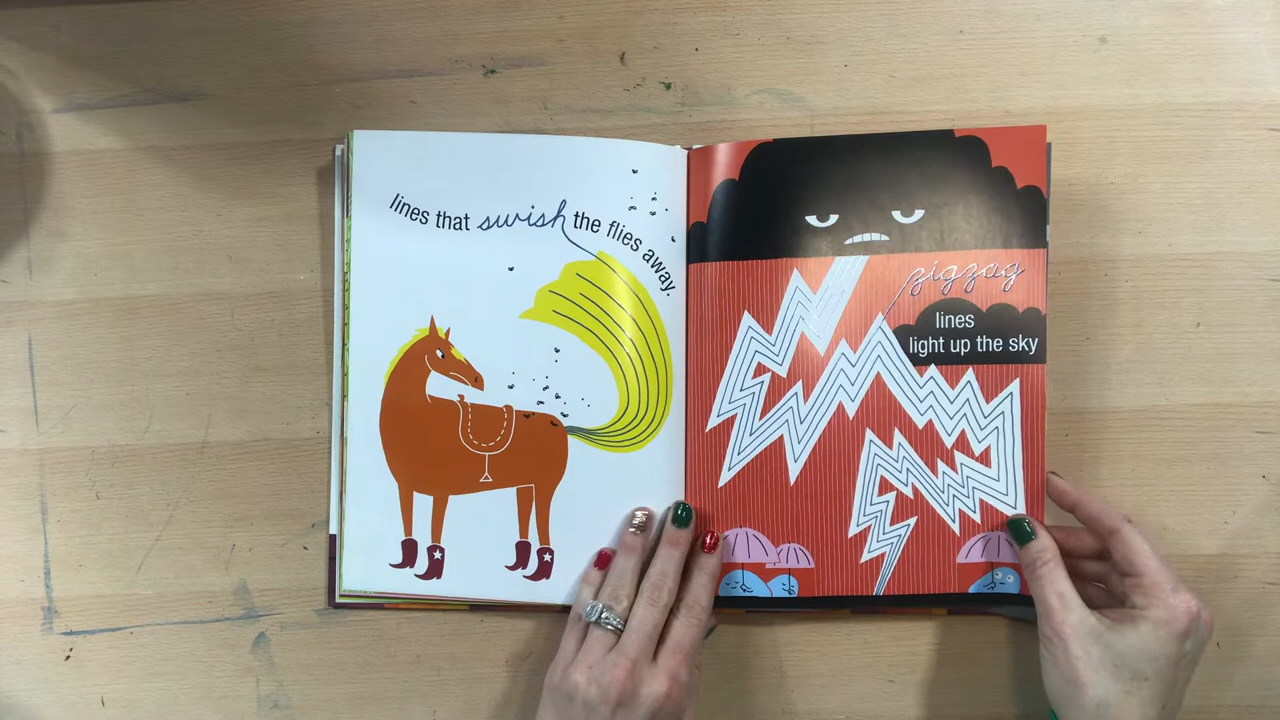 lines that swish the flies away.
zigzag
lines
light up the sky